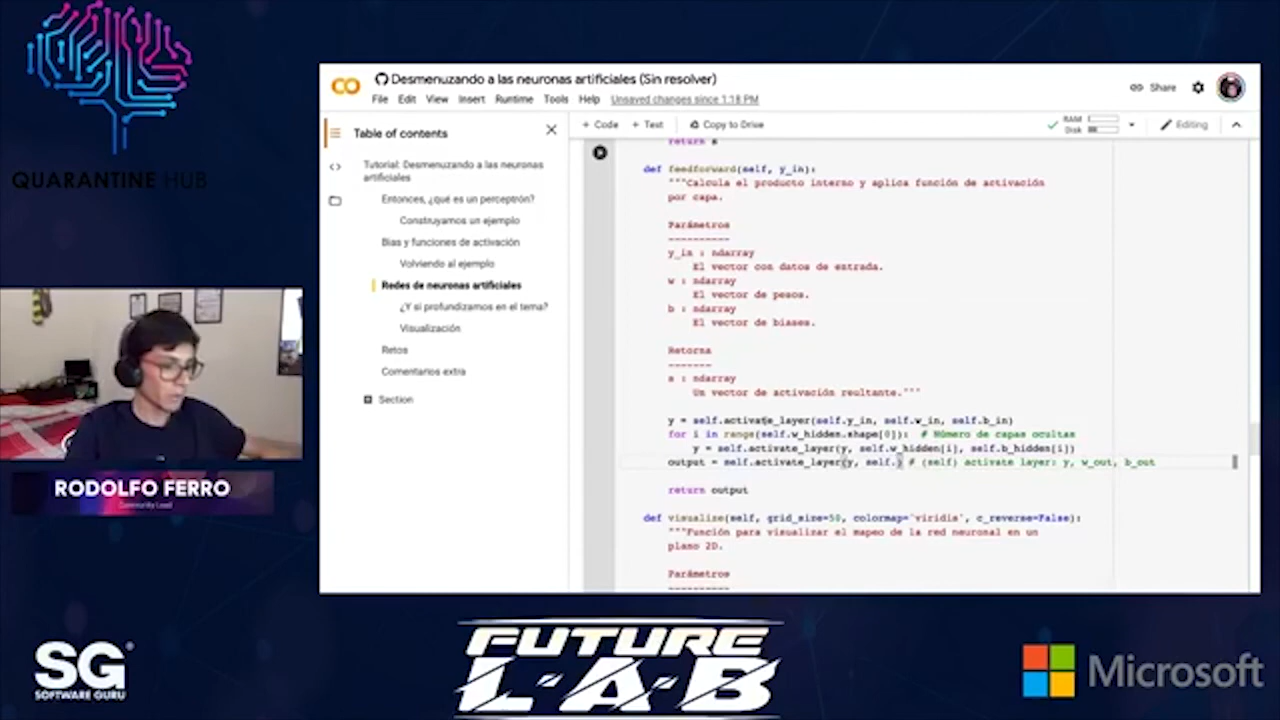 QUARANTINE HUB
RODOLFO FERRO
Community Lead
SG
SOFTWARE GURU
FUTURE
L·A·B
Microsoft
Desmenuzando a las neuronas artificiales (Sin resolver)
File Edit View Insert Runtime Tools Help Unsaved changes since 1:18 PM
Share
Table of contents
+ Code + Text Copy to Drive
RAM
Disk
Editing
Tutorial: Desmenuzando a las neuronas
artificiales
Entonces, ¿qué es un perceptrón?
Construyamos un ejemplo
Bias y funciones de activación
Volviendo al ejemplo
Redes de neuronas artificiales
¿Y si profundizamos en el tema?
Visualización
Retos
Comentarios extra
Section
return s
def feedforward(self, y_in):
"""Calcula el producto interno y aplica función de activación
por capa.
Parámetros
----------
y_in : ndarray
El vector con datos de entrada.
w : ndarray
El vector de pesos.
b : ndarray
El vector de biases.
Retorna
-------
s : ndarray
Un vector de activación reultante."""
y = self.activate_layer(self.y_in, self.w_in, self.b_in)
for i in range(self.w_hidden.shape[0]): # Número de capas ocultas
y = self.activate_layer(y, self.w_hidden[i], self.b_hidden[i])
output = self.activate_layer(y, self.) # (self) activate layer: y, w_out, b_out
return output
def visualize(self, grid_size=50, colormap='viridis', c_reverse=False):
"""Función para visualizar el mapeo de la red neuronal en un
plano 2D.
Parámetros
----------